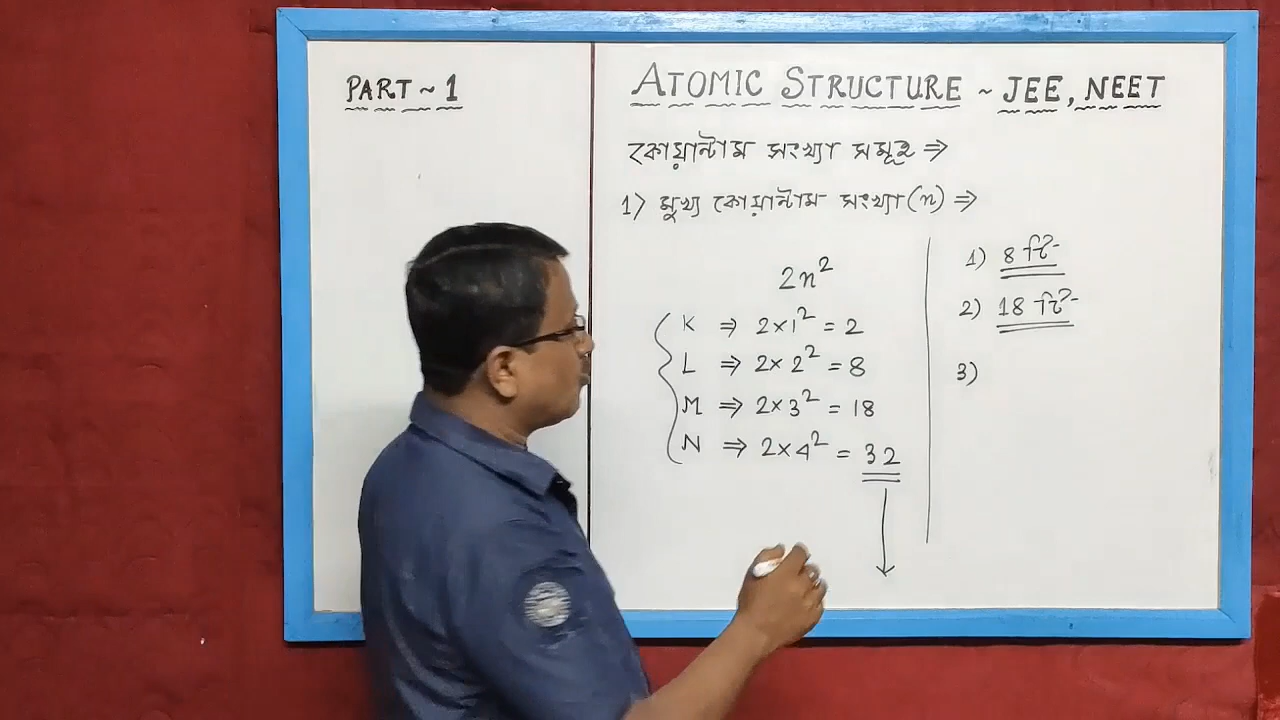 PART ~ 1
ATOMIC STRUCTURE ~ JEE, NEET
কোয়ান্টাম সংখ্যা সমূহ ⇒
1) মুখ্য কোয়ান্টাম সংখ্যা (n) ⇒
2n²
K ⇒ 2×1² = 2
L ⇒ 2×2² = 8
M ⇒ 2×3² = 18
N ⇒ 2×4² = 32
1) 8 টি
2) 18 টি
3)